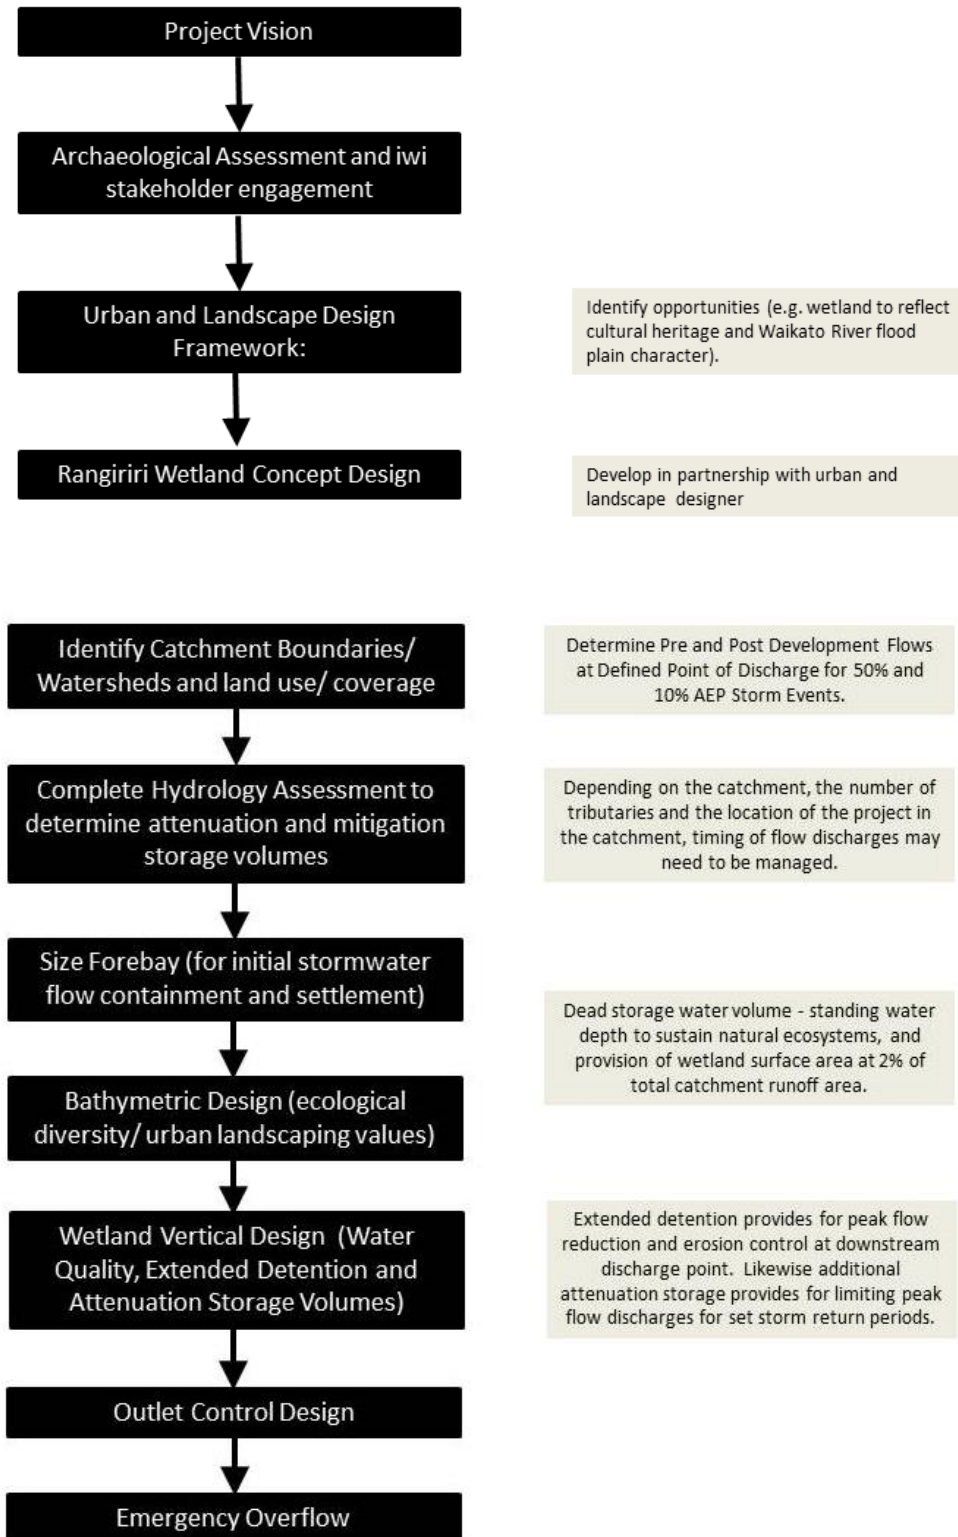 Project Vision
Archaeological Assessment and iwi
stakeholder engagement
Urban and Landscape Design
Framework:
Identify opportunities (e.g. wetland to reflect
cultural heritage and Waikato River flood
plain character).
Rangiriri Wetland Concept Design
Develop in partnership with urban and
landscape designer
Identify Catchment Boundaries/
Watersheds and land use/ coverage
Determine Pre and Post Development Flows
at Defined Point of Discharge for 50% and
10% AEP Storm Events.
Complete Hydrology Assessment to
determine attenuation and mitigation
storage volumes
Depending on the catchment, the number of
tributaries and the location of the project in
the catchment, timing of flow discharges may
need to be managed.
Size Forebay (for initial stormwater
flow containment and settlement)
Dead storage water volume - standing water
depth to sustain natural ecosystems, and
provision of wetland surface area at 2% of
total catchment runoff area.
Bathymetric Design (ecological
diversity/ urban landscaping values)
Wetland Vertical Design (Water
Quality, Extended Detention and
Attenuation Storage Volumes)
Extended detention provides for peak flow
reduction and erosion control at downstream
discharge point. Likewise additional
attenuation storage provides for limiting peak
flow discharges for set storm return periods.
Outlet Control Design
Emergency Overflow